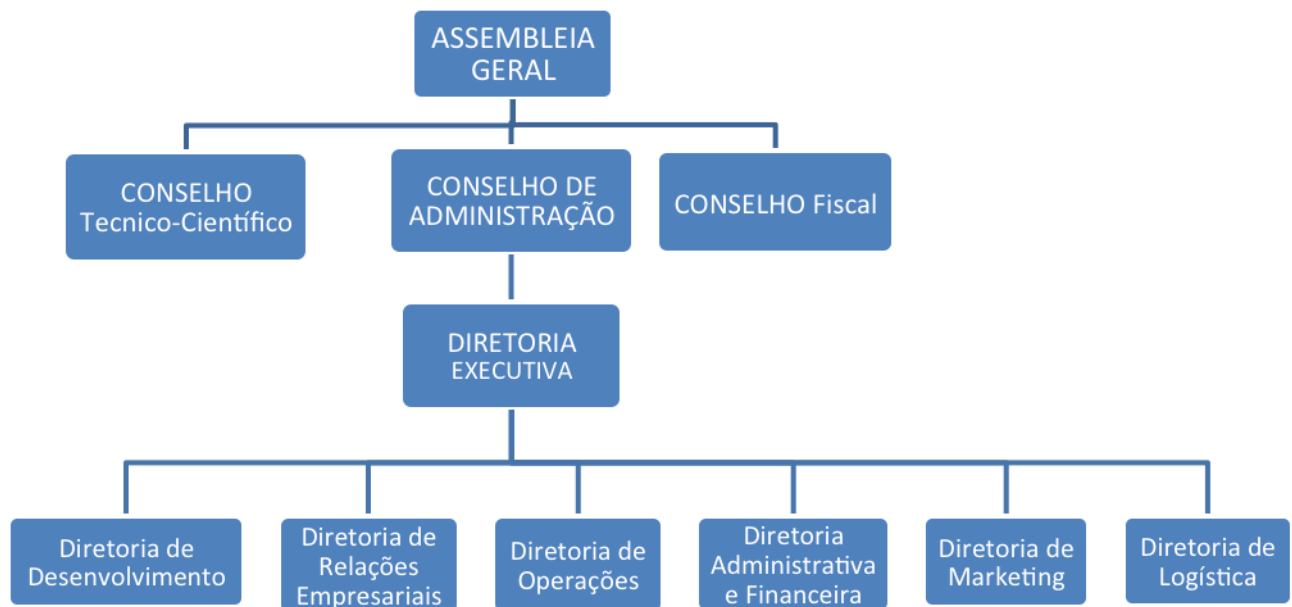 ASSEMBLEIA
GERAL
CONSELHO
Tecnico-Científico
CONSELHO DE
ADMINISTRAÇÃO
CONSELHO Fiscal
DIRETORIA
EXECUTIVA
Diretoria de
Desenvolvimento
Diretoria de
Relações
Empresariais
Diretoria de
Operações
Diretoria
Administrativa
e Financeira
Diretoria de
Marketing
Diretoria de
Logística